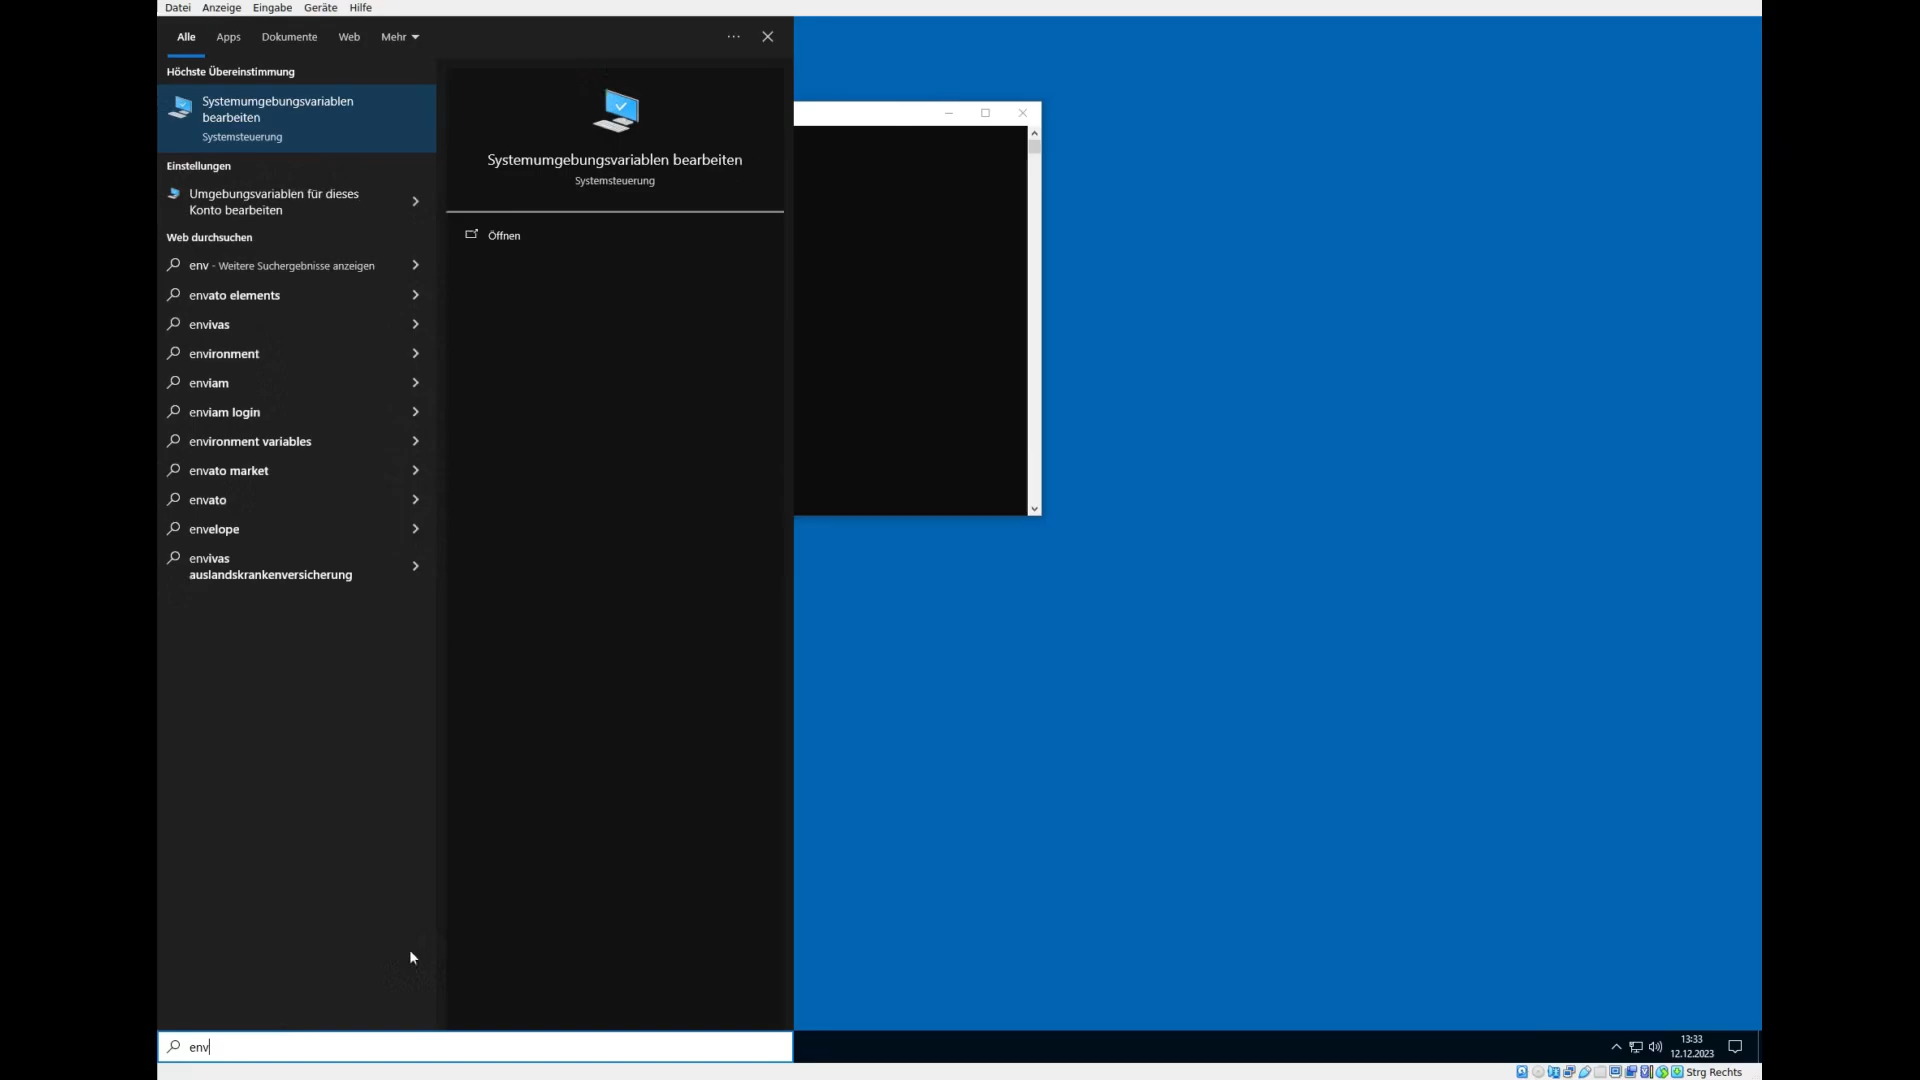 Datei Anzeige Eingabe Geräte Hilfe
Alle Apps Dokumente Web Mehr
Höchste Übereinstimmung
Systemumgebungsvariablen
bearbeiten
Systemsteuerung
Einstellungen
Umgebungsvariablen für dieses
Konto bearbeiten
Web durchsuchen
env - Weitere Suchergebnisse anzeigen
envato elements
envivas
environment
enviam
enviam login
environment variables
envato market
envato
envelope
envivas
auslandskrankenversicherung
Systemumgebungsvariablen bearbeiten
Systemsteuerung
Öffnen
env
13:33
12.12.2023
Strg Rechts